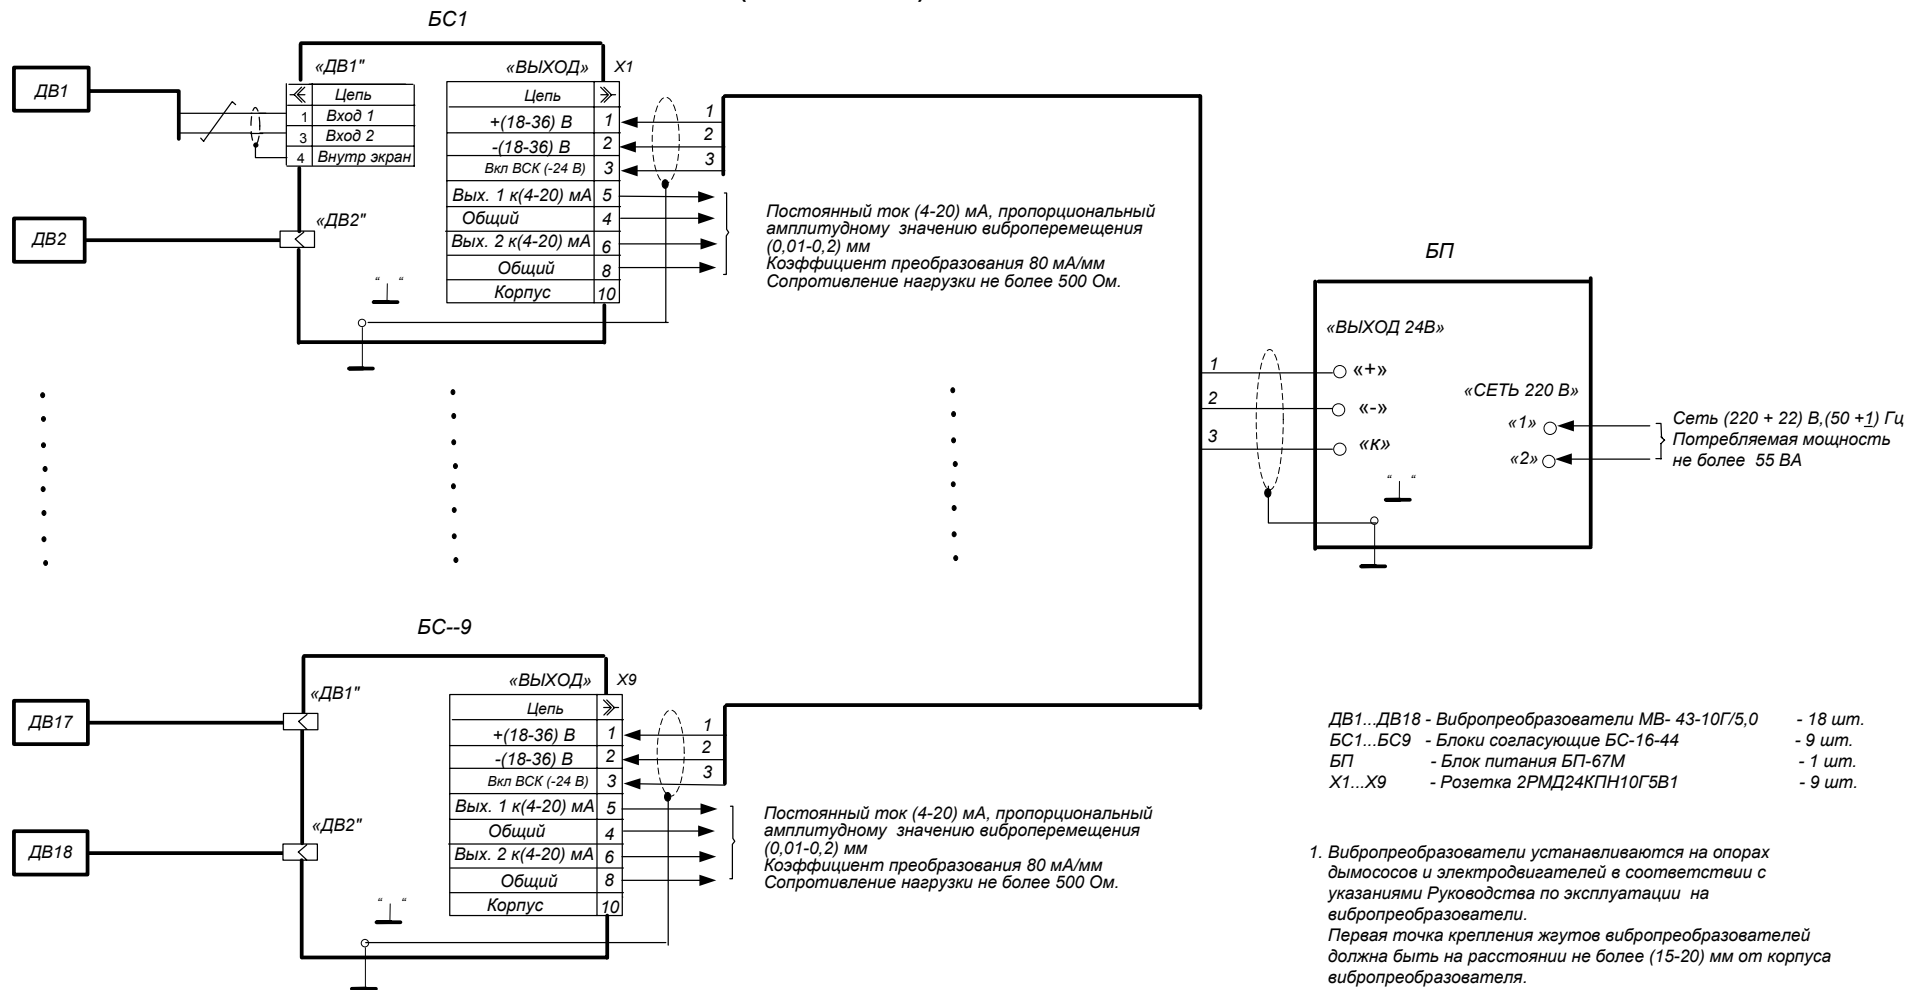 БС1
ДВ1
«ДВ1"
Цепь
1 Вход 1
3 Вход 2
4 Внутр экран
«ВЫХОД» X1
Цепь
+(18-36) В 1
-(18-36) В 2
Вкл ВСК (-24 В) 3
Вых. 1 к(4-20) мА 5
Общий 4
Вых. 2 к(4-20) мА 6
Общий 8
Корпус 10
1
2
3
ДВ2
«ДВ2"
“ “
Постоянный ток (4-20) мА, пропорциональный
амплитудному значению виброперемещения
(0,01-0,2) мм
Коэффициент преобразования 80 мА/мм
Сопротивление нагрузки не более 500 Ом.
БП
«ВЫХОД 24В»
1 «+»
2 «-»
3 «к»
“ “
«СЕТЬ 220 В»
«1»
«2»
Сеть (220 + 22) В,(50 +1) Гц
Потребляемая мощность
не более 55 ВА
БС--9
ДВ17
«ДВ1"
«ВЫХОД» X9
Цепь
+(18-36) В 1
-(18-36) В 2
Вкл ВСК (-24 В) 3
Вых. 1 к(4-20) мА 5
Общий 4
Вых. 2 к(4-20) мА 6
Общий 8
Корпус 10
1
2
3
ДВ18
«ДВ2"
“ “
Постоянный ток (4-20) мА, пропорциональный
амплитудному значению виброперемещения
(0,01-0,2) мм
Коэффициент преобразования 80 мА/мм
Сопротивление нагрузки не более 500 Ом.
ДВ1...ДВ18 - Вибропреобразователи МВ- 43-10Г/5,0 - 18 шт.
БС1...БС9 - Блоки согласующие БС-16-44 - 9 шт.
БП - Блок питания БП-67М - 1 шт.
X1...X9 - Розетка 2РМД24КПН10Г5В1 - 9 шт.
1. Вибропреобразователи устанавливаются на опорах
дымососов и электродвигателей в соответствии с
указаниями Руководства по эксплуатации на
вибропреобразователи.
Первая точка крепления жгутов вибропреобразователей
должна быть на расстоянии не более (15-20) мм от корпуса
вибропреобразователя.